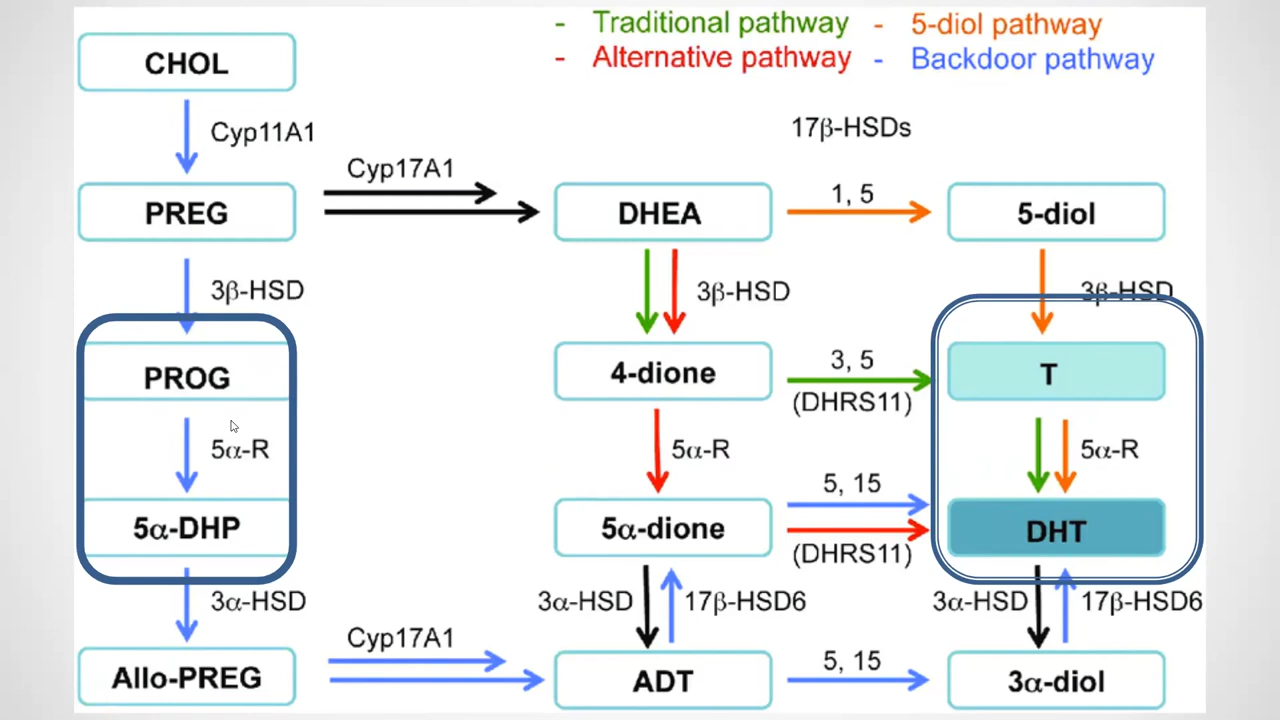 - Traditional pathway - 5-diol pathway
- Alternative pathway - Backdoor pathway
CHOL
Cyp11A1
17β-HSDs
Cyp17A1
1, 5
PREG
DHEA
5-diol
3β-HSD
3β-HSD
3β-HSD
PROG
4-dione
3, 5
(DHRS11)
T
5α-R
5α-R
5α-R
5, 15
5α-DHP
5α-dione
(DHRS11)
DHT
3α-HSD
3α-HSD
17β-HSD6
3α-HSD
17β-HSD6
Cyp17A1
5, 15
Allo-PREG
ADT
3α-diol